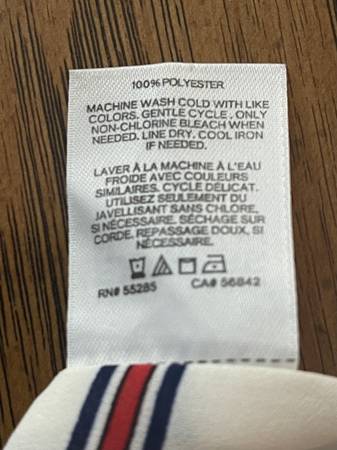 100% POLYESTER
MACHINE WASH COLD WITH LIKE
COLORS. GENTLE CYCLE. ONLY
NON-CHLORINE BLEACH WHEN
NEEDED. LINE DRY. COOL IRON
IF NEEDED.
LAVER À LA MACHINE À L'EAU
FROIDE AVEC COULEURS
SIMILAIRES. CYCLE DÉLICAT.
UTILISEZ SEULEMENT DU
JAVELLISANT SANS CHLORE,
SI NÉCESSAIRE. SÉCHAGE SUR
CORDE. REPASSAGE DOUX, SI
NÉCESSAIRE.
RN# 55285 CA# 56842